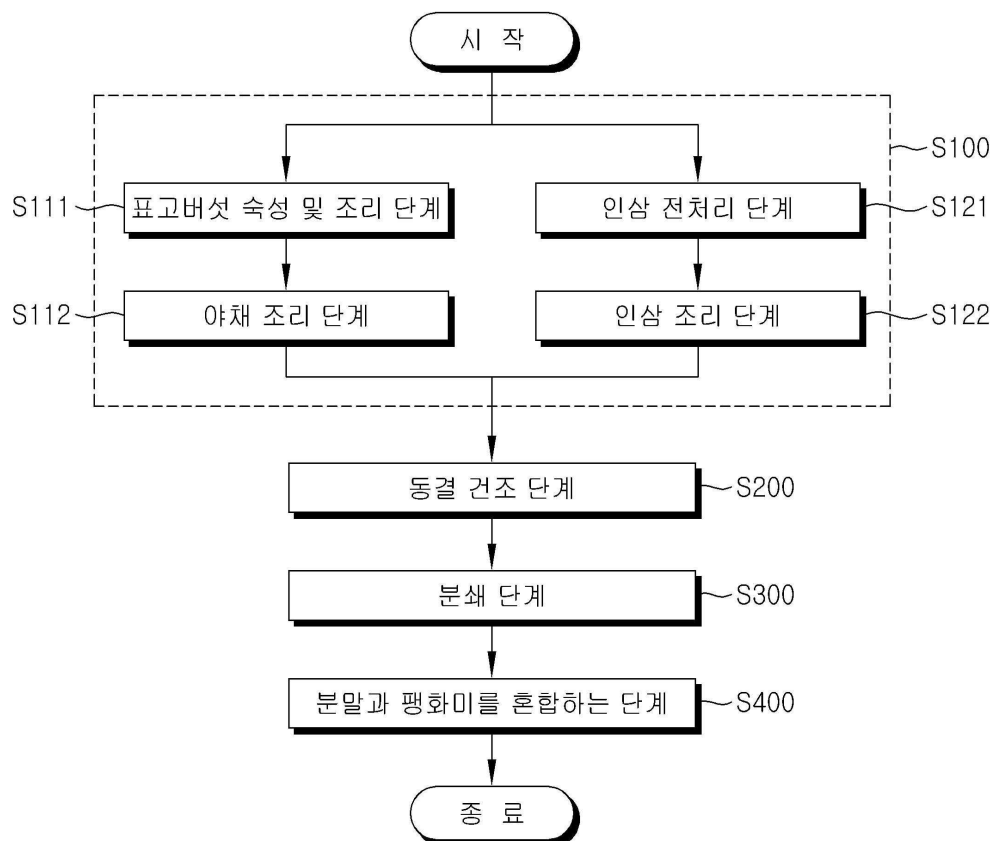 시 작
S100
S111
표고버섯 숙성 및 조리 단계
인삼 전처리 단계
S121
S112
야채 조리 단계
인삼 조리 단계
S122
동결 건조 단계
S200
분쇄 단계
S300
분말과 팽화미를 혼합하는 단계
S400
종 료